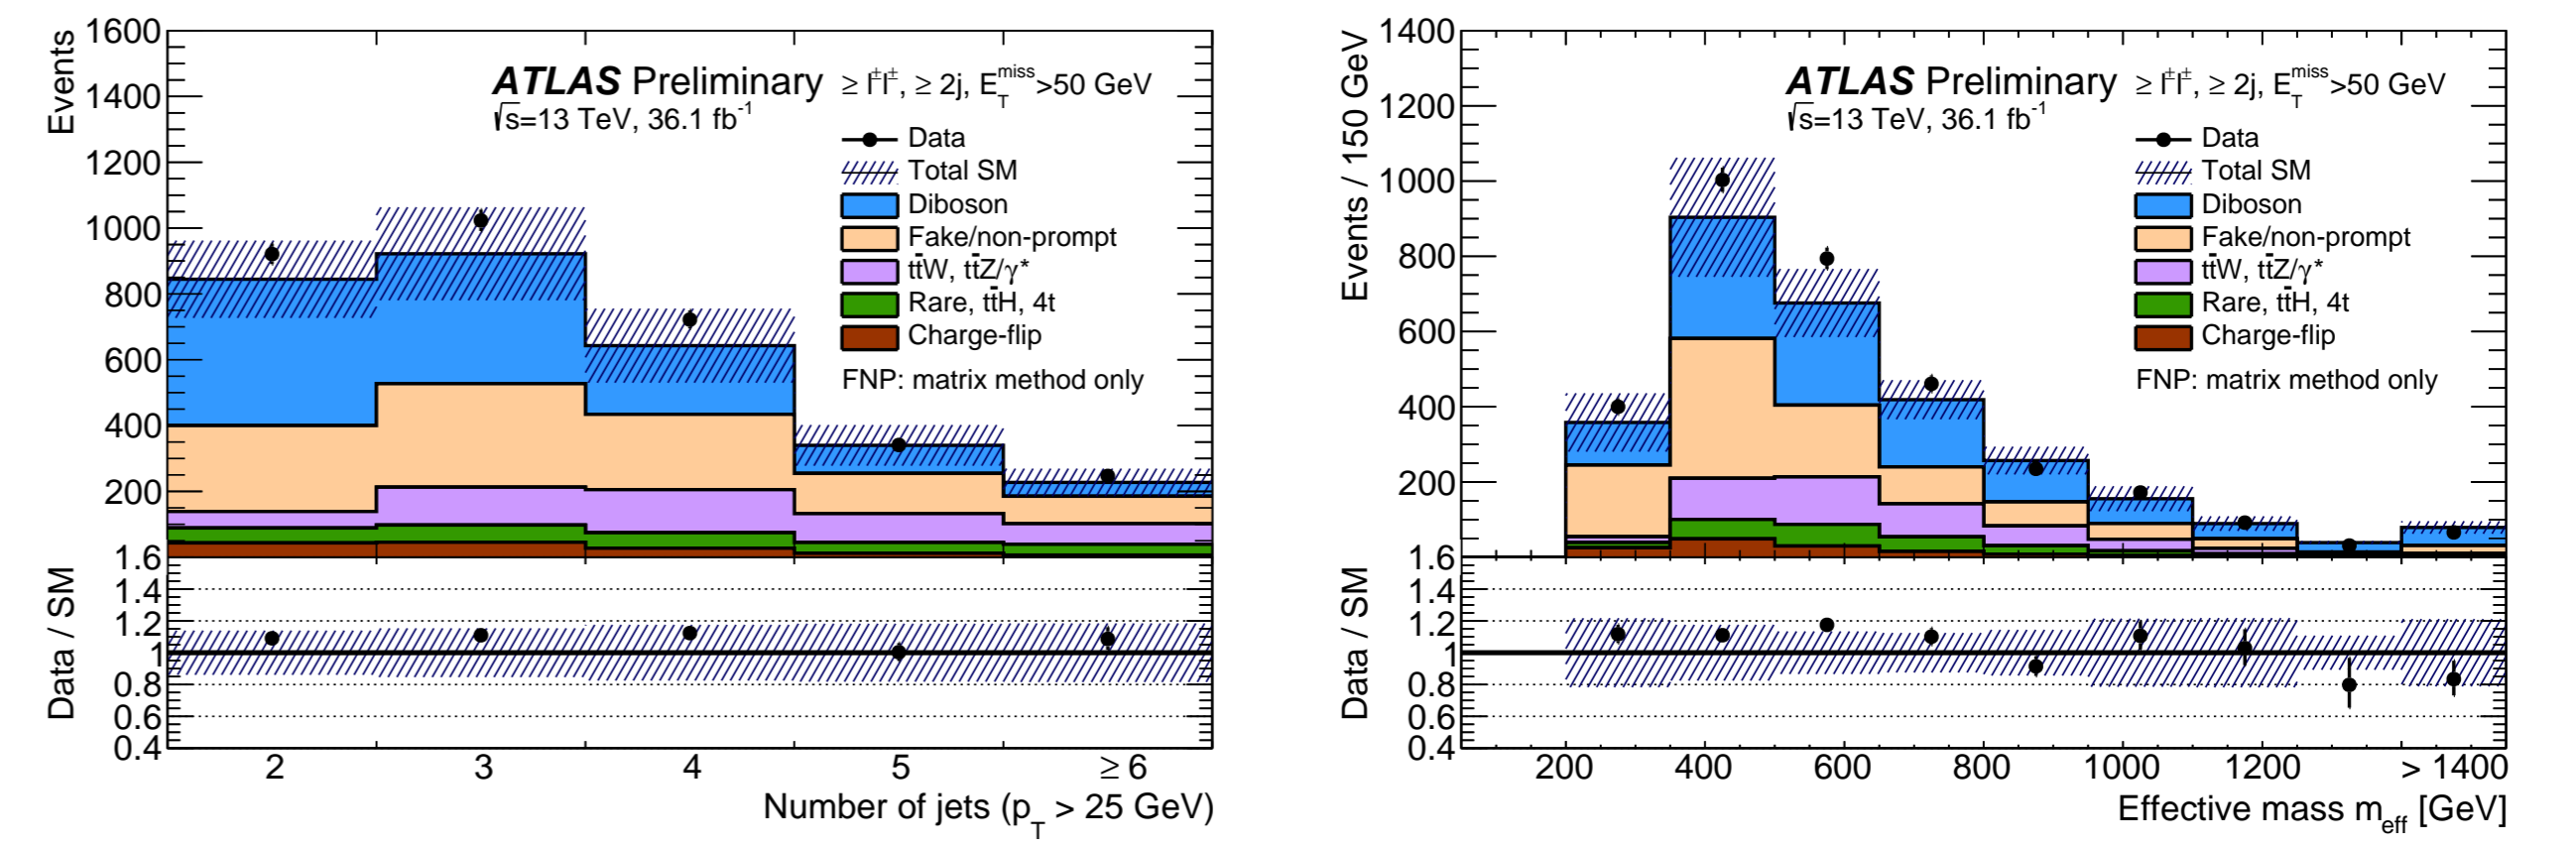 Events
1600
1400
1200
1000
800
600
400
200
ATLAS Preliminary ≥ l±l±, ≥ 2j, E_T^miss>50 GeV
√s=13 TeV, 36.1 fb⁻¹
Data
Total SM
Diboson
Fake/non-prompt
tt̄W, tt̄Z/γ*
Rare, tt̄H, 4t
Charge-flip
FNP: matrix method only
Data / SM
1.6
1.4
1.2
1
0.8
0.6
0.4
2 3 4 5 ≥ 6
Number of jets (p_T > 25 GeV)
Events / 150 GeV
1400
1200
1000
800
600
400
200
ATLAS Preliminary ≥ l±l±, ≥ 2j, E_T^miss>50 GeV
√s=13 TeV, 36.1 fb⁻¹
Data
Total SM
Diboson
Fake/non-prompt
tt̄W, tt̄Z/γ*
Rare, tt̄H, 4t
Charge-flip
FNP: matrix method only
Data / SM
1.6
1.4
1.2
1
0.8
0.6
0.4
200 400 600 800 1000 1200 > 1400
Effective mass m_eff [GeV]